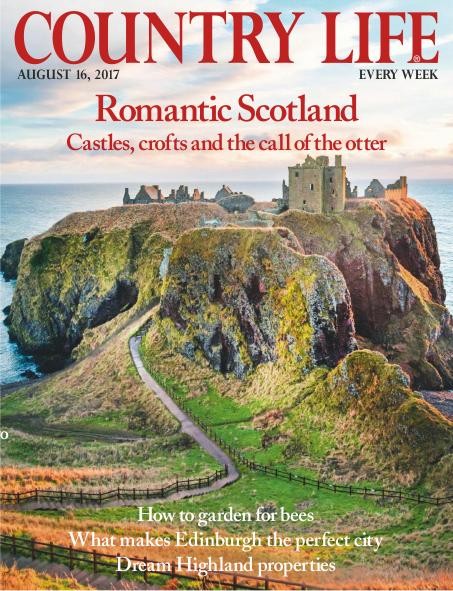 COUNTRY LIFE®
AUGUST 16, 2017 EVERY WEEK
Romantic Scotland
Castles, crofts and the call of the otter
o
How to garden for bees
What makes Edinburgh the perfect city
Dream Highland properties